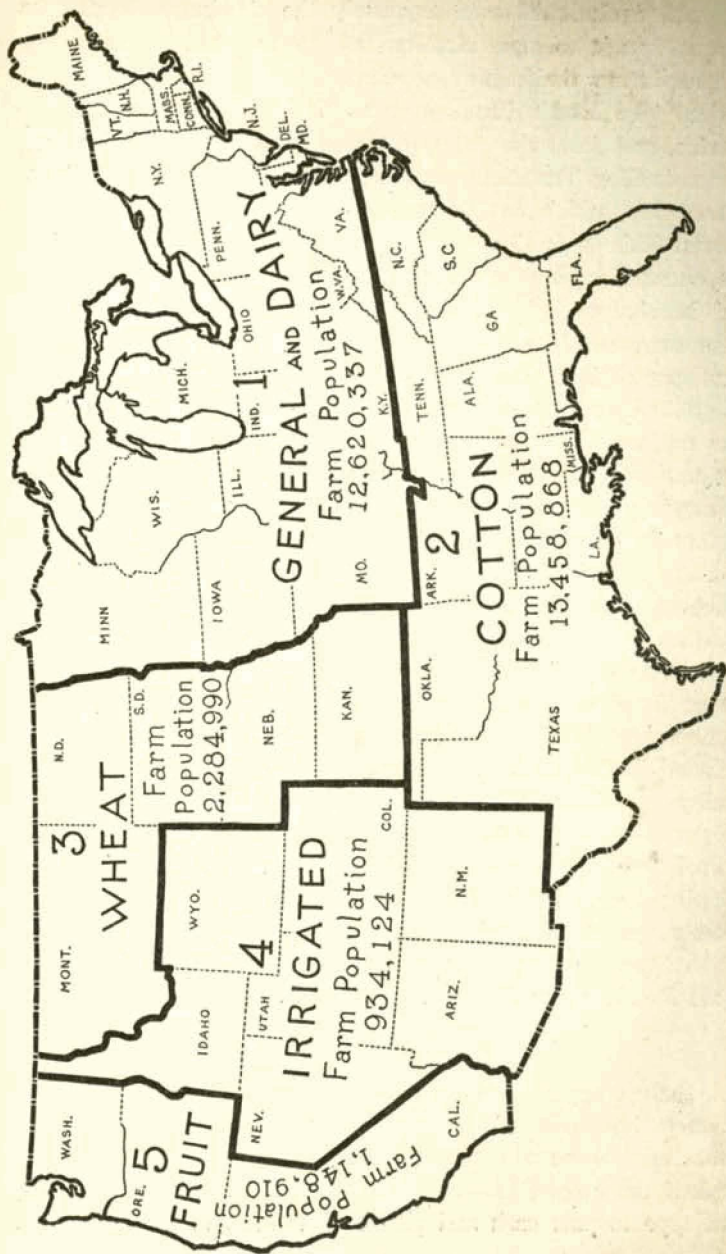 WASH.
ORE.
5
FRUIT
Farm
Population
1,148,910
CAL.
MONT.
N.D.
3
WHEAT
S.D.
Farm
Population
2,284,990
NEB.
KAN.
IDAHO
WYO.
4
NEV.
UTAH
IRRIGATED
Farm Population
934,124
COL.
ARIZ.
N.M.
MINN
WIS.
MICH.
IOWA
ILL.
IND.
1
OHIO
PENN.
N.Y.
VT.
N.H.
MAINE
MASS.
CONN.
R.I.
N.J.
DEL.
MD.
GENERAL AND DAIRY
Farm Population
12,620,337
W.VA.
VA.
MO.
K.Y.
OKLA.
ARK.
2
TENN.
N.C.
S.C
COTTON
Farm Population
13,458,868
TEXAS
LA.
MISS.
ALA.
GA
FLA.